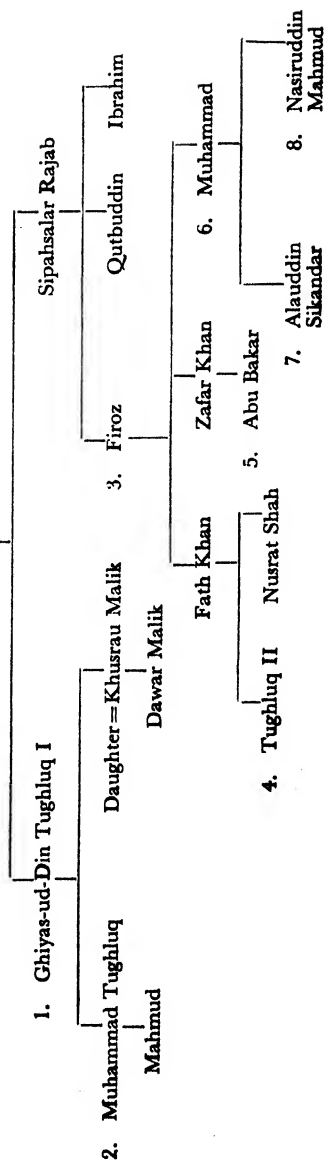 1. Ghiyas-ud-Din Tughluq I
Sipahsalar Rajab
2. Muhammad Tughluq
Daughter=Khusrau Malik
3. Firoz
Qutbuddin
Ibrahim
Mahmud
Dawar Malik
Fath Khan
Zafar Khan
6. Muhammad
4. Tughluq II
Nusrat Shah
5. Abu Bakar
7. Alauddin
Sikandar
8. Nasiruddin
Mahmud